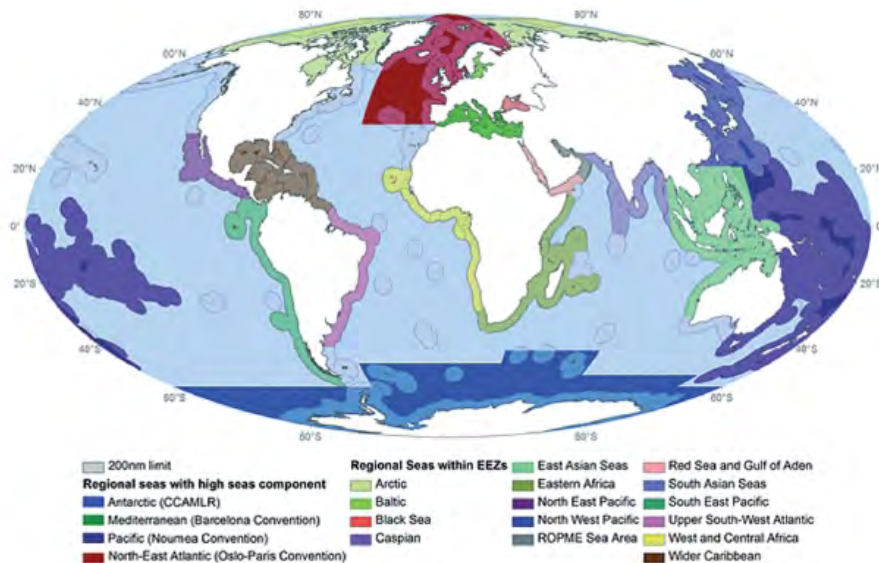 80°N 80°N
60°N 60°N
40°N 40°N
20°N 20°N
0° 0°
20°S 20°S
40°S 40°S
60°S 60°S
80°S 80°S
200nm limit
Regional seas with high seas component
Antarctic (CCAMLR)
Mediterranean (Barcelona Convention)
Pacific (Noumea Convention)
North-East Atlantic (Oslo-Paris Convention)
Regional Seas within EEZs
Arctic
Baltic
Black Sea
Caspian
East Asian Seas
Eastern Africa
North East Pacific
North West Pacific
ROPME Sea Area
Red Sea and Gulf of Aden
South Asian Seas
South East Pacific
Upper South-West Atlantic
West and Central Africa
Wider Caribbean